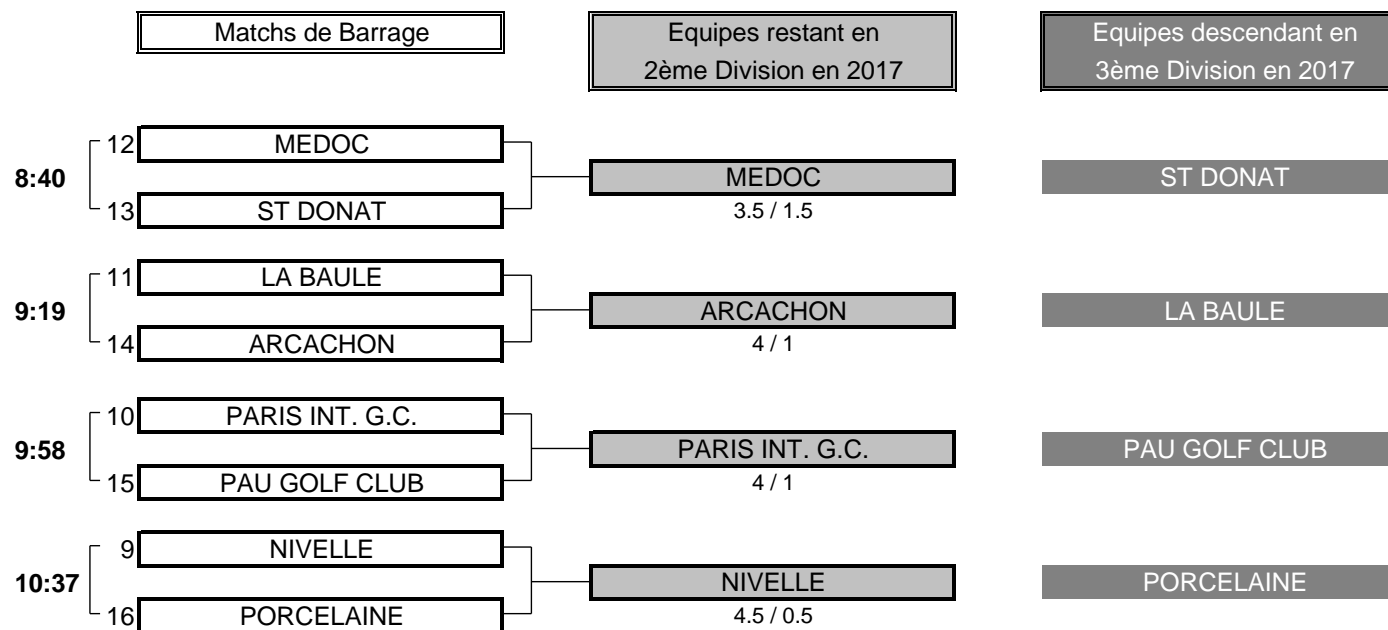 Matchs de Barrage
Equipes restant en
2ème Division en 2017
Equipes descendant en
3ème Division en 2017
8:40
12 MEDOC
13 ST DONAT
MEDOC
3.5 / 1.5
ST DONAT
9:19
11 LA BAULE
14 ARCACHON
ARCACHON
4 / 1
LA BAULE
9:58
10 PARIS INT. G.C.
15 PAU GOLF CLUB
PARIS INT. G.C.
4 / 1
PAU GOLF CLUB
10:37
9 NIVELLE
16 PORCELAINE
NIVELLE
4.5 / 0.5
PORCELAINE